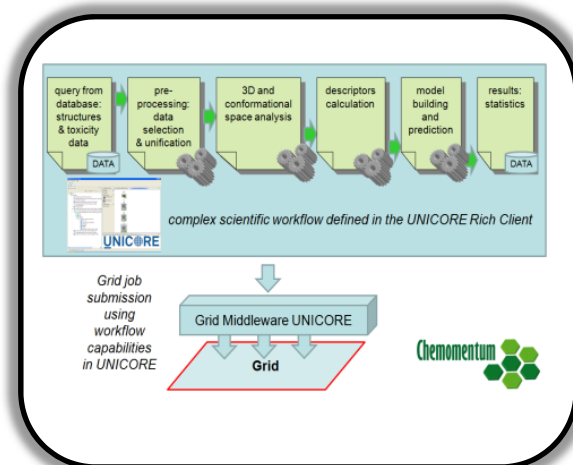 query from
database:
structures
& toxicity
data
DATA
pre-
processing:
data
selection
& unification
3D and
conformational
space analysis
descriptors
calculation
model
building
and
prediction
results:
statistics
DATA
UNICORE
complex scientific workflow defined in the UNICORE Rich Client
Grid job
submission
using
workflow
capabilities
in UNICORE
Grid Middleware UNICORE
Grid
Chemomentum